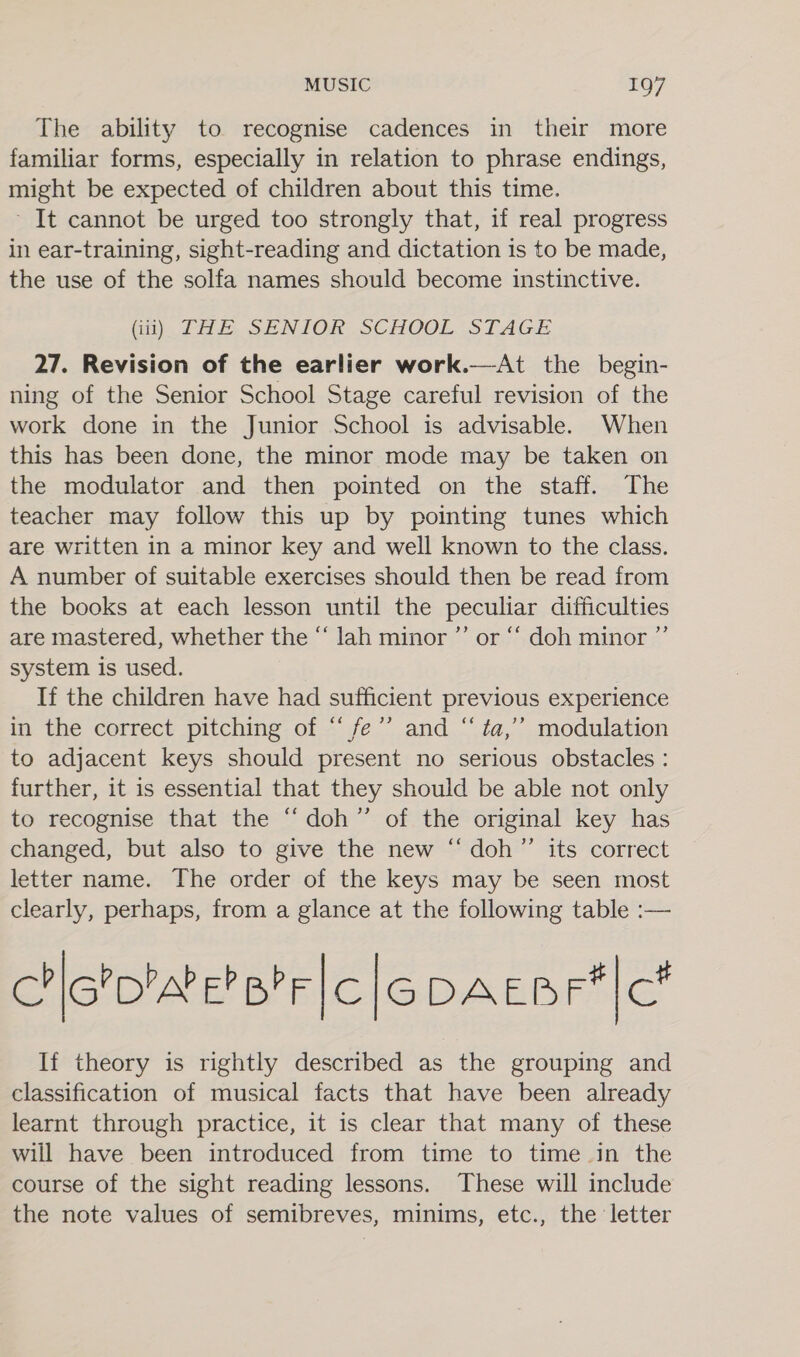 MUSIC 197
The ability to recognise cadences in their more
familiar forms, especially in relation to phrase endings,
might be expected of children about this time.
It cannot be urged too strongly that, if real progress
in ear-training, sight-reading and dictation is to be made,
the use of the solfa names should become instinctive.
(iii) THE SENIOR SCHOOL STAGE
27. Revision of the earlier work.—At the begin-
ning of the Senior School Stage careful revision of the
work done in the Junior School is advisable. When
this has been done, the minor mode may be taken on
the modulator and then pointed on the staff. The
teacher may follow this up by pointing tunes which
are written in a minor key and well known to the class.
A number of suitable exercises should then be read from
the books at each lesson until the peculiar difficulties
are mastered, whether the “ lah minor ” or “ doh minor ”
system is used.
If the children have had sufficient previous experience
in the correct pitching of “ fe ” and “ ta,” modulation
to adjacent keys should present no serious obstacles :
further, it is essential that they should be able not only
to recognise that the “ doh ” of the original key has
changed, but also to give the new “ doh ” its correct
letter name. The order of the keys may be seen most
clearly, perhaps, from a glance at the following table :—
C♭|G♭D♭A♭E♭B♭F|C|GDAEBF#|C#
If theory is rightly described as the grouping and
classification of musical facts that have been already
learnt through practice, it is clear that many of these
will have been introduced from time to time in the
course of the sight reading lessons. These will include
the note values of semibreves, minims, etc., the letter